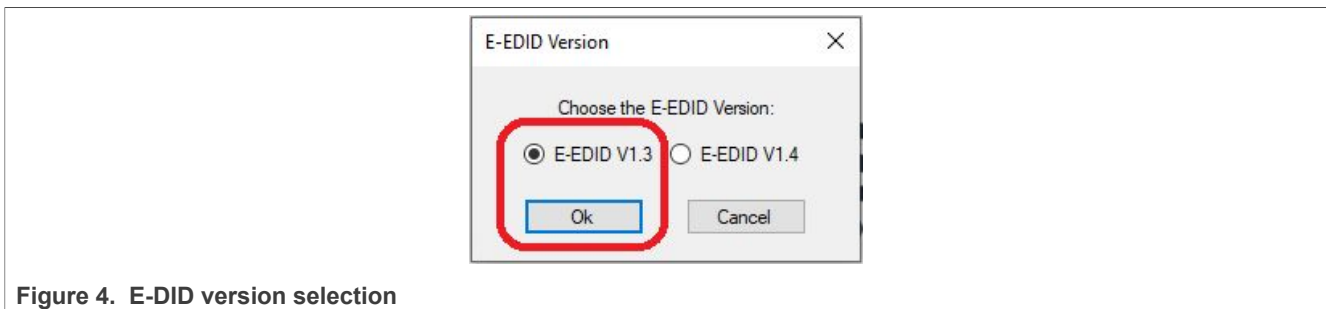 E-EDID Version
Choose the E-EDID Version:
E-EDID V1.3 E-EDID V1.4
Ok Cancel
Figure 4. E-DID version selection